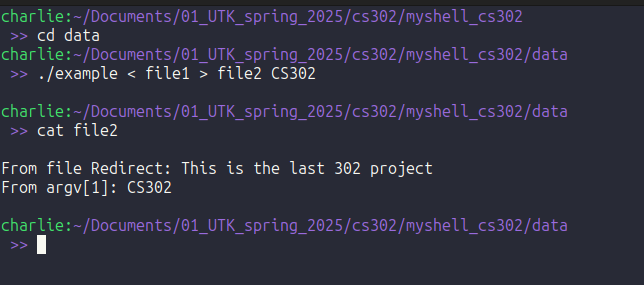 charlie:~/Documents/01_UTK_spring_2025/cs302/myshell_cs302
>> cd data
charlie:~/Documents/01_UTK_spring_2025/cs302/myshell_cs302/data
>> ./example < file1 > file2 CS302
charlie:~/Documents/01_UTK_spring_2025/cs302/myshell_cs302/data
>> cat file2
From file Redirect: This is the last 302 project
From argv[1]: CS302
charlie:~/Documents/01_UTK_spring_2025/cs302/myshell_cs302/data
>>